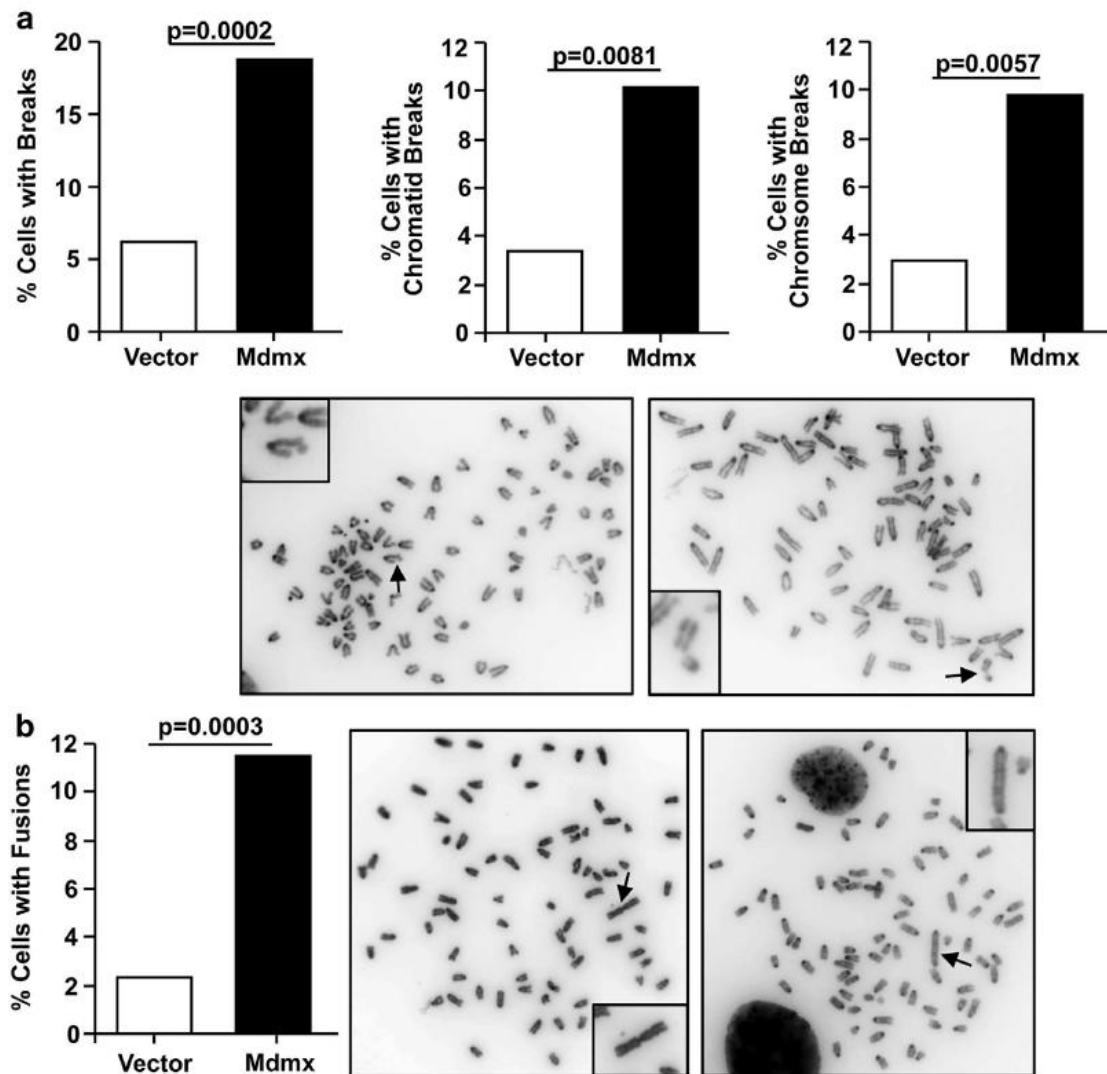 a
p=0.0002
% Cells with Breaks
20
15
10
5
0
Vector Mdmx
p=0.0081
% Cells with
Chromatid Breaks
12
10
8
6
4
2
0
Vector Mdmx
p=0.0057
% Cells with
Chromsome Breaks
12
10
8
6
4
2
0
Vector Mdmx
b
p=0.0003
% Cells with Fusions
12
10
8
6
4
2
0
Vector Mdmx